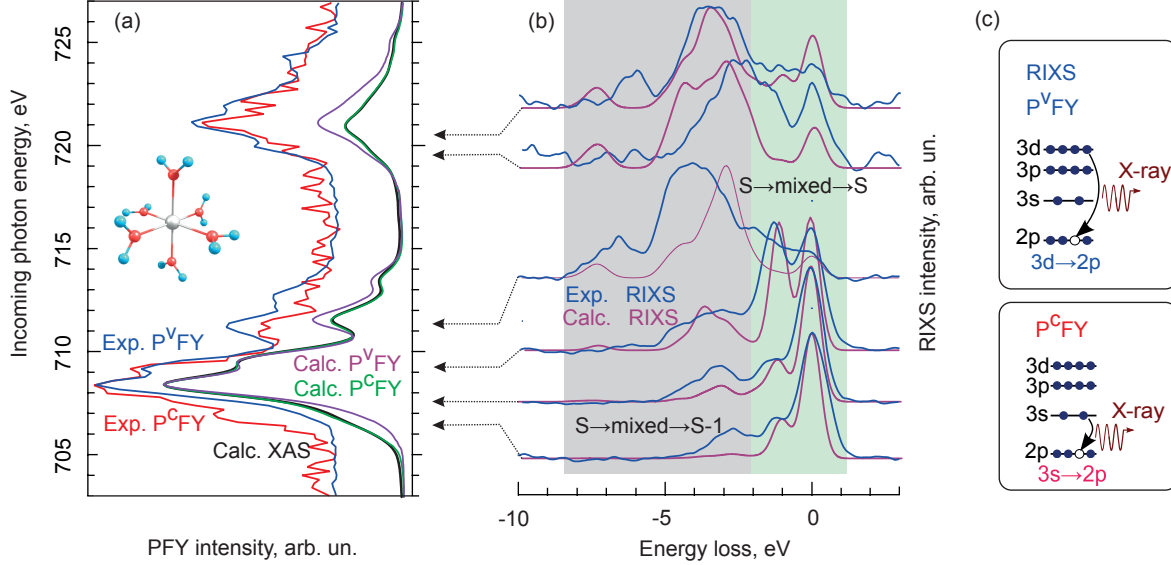 (a)
(b)
(c)
Incoming photon energy, eV
725
720
715
710
705
Exp. PVFY
Exp. PCFY
Calc. PVFY
Calc. PCFY
Calc. XAS
PFY intensity, arb. un.
S→mixed→S
Exp. RIXS
Calc. RIXS
S→mixed→S-1
-10
-5
0
Energy loss, eV
RIXS intensity, arb. un.
RIXS
PVFY
3d
3p
X-ray
3s
2p
3d→2p
PCFY
3d
3p
X-ray
3s
2p
3s→2p